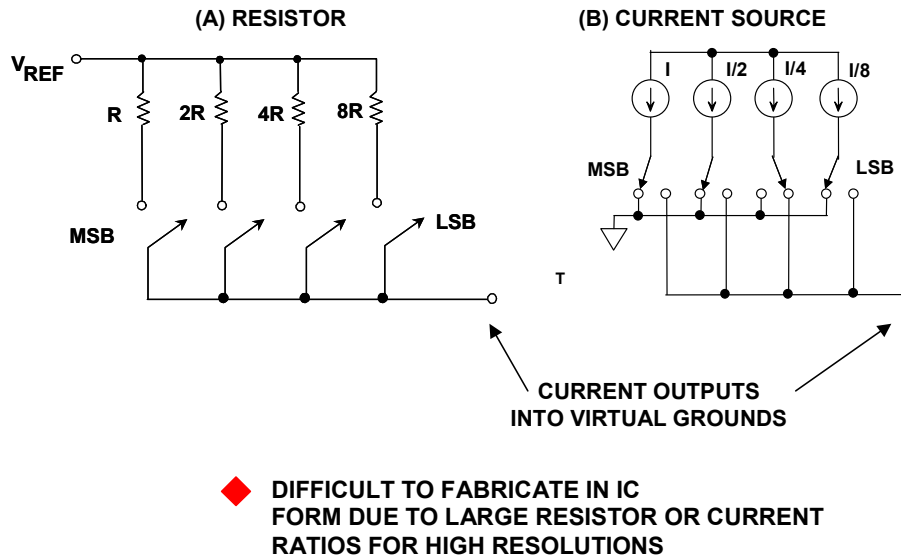 (A) RESISTOR
(B) CURRENT SOURCE
VREF
R
2R
4R
8R
MSB
LSB
I
I/2
I/4
I/8
MSB
LSB
T
CURRENT OUTPUTS
INTO VIRTUAL GROUNDS
DIFFICULT TO FABRICATE IN IC
FORM DUE TO LARGE RESISTOR OR CURRENT
RATIOS FOR HIGH RESOLUTIONS